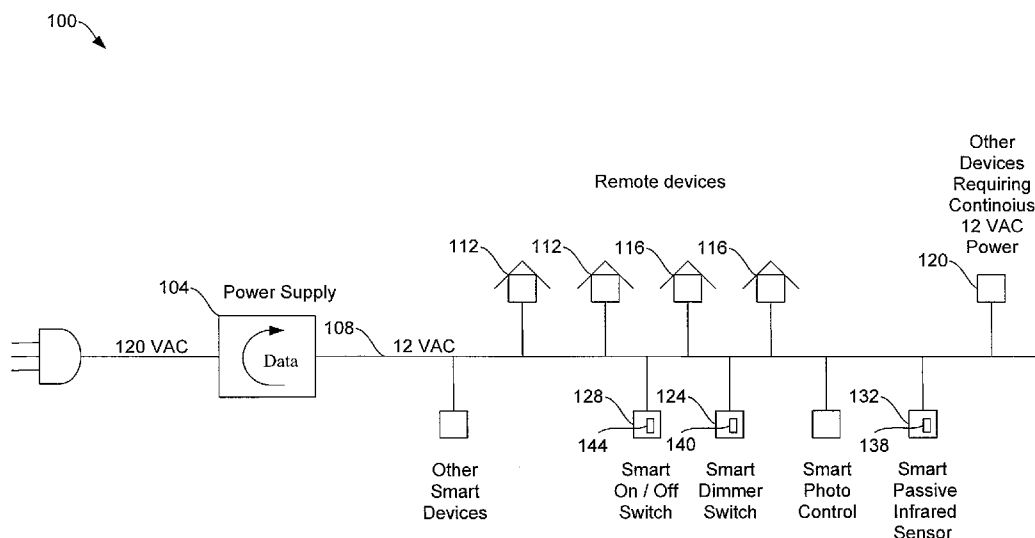 100
Other
Devices
Requiring
Continoius
12 VAC
Power
Remote devices
112
112
116
116
120
104
Power Supply
108
120 VAC
Data
12 VAC
128
124
132
144
140
138
Other
Smart
Devices
Smart
On / Off
Switch
Smart
Dimmer
Switch
Smart
Photo
Control
Smart
Passive
Infrared
Sensor